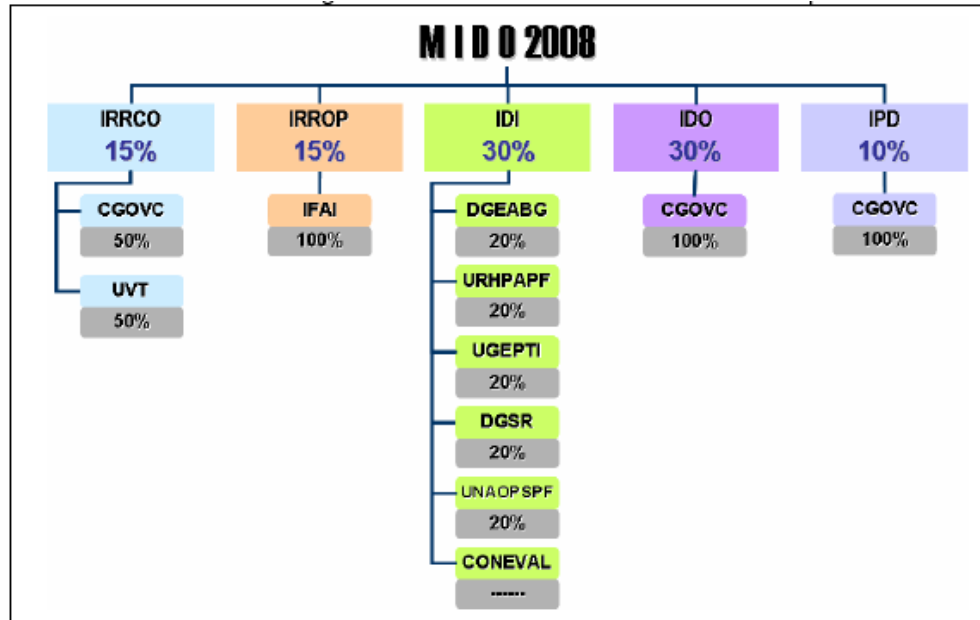 M I D O 2008
IRRCO
15%
CGOVC
50%
UVT
50%
IRROP
15%
IFAI
100%
IDI
30%
DGEABG
20%
URHPAPF
20%
UGEPTI
20%
DGSR
20%
UNAOPSPF
20%
CONEVAL
------
IDO
30%
CGOVC
100%
IPD
10%
CGOVC
100%